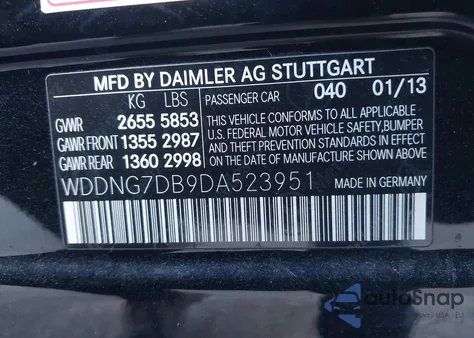 MFD BY DAIMLER AG STUTTGART
KG LBS
GVWR 2655 5853
GAWR FRONT 1355 2987
GAWR REAR 1360 2998
PASSENGER CAR 040 01/13
THIS VEHICLE CONFORMS TO ALL APPLICABLE
U.S. FEDERAL MOTOR VEHICLE SAFETY,BUMPER
AND THEFT PREVENTION STANDARDS IN EFFECT
ON THE DATE OF MANUFACTURE SHOWN ABOVE.
WDDNG7DB9DA523951 MADE IN GERMANY
autoSnap